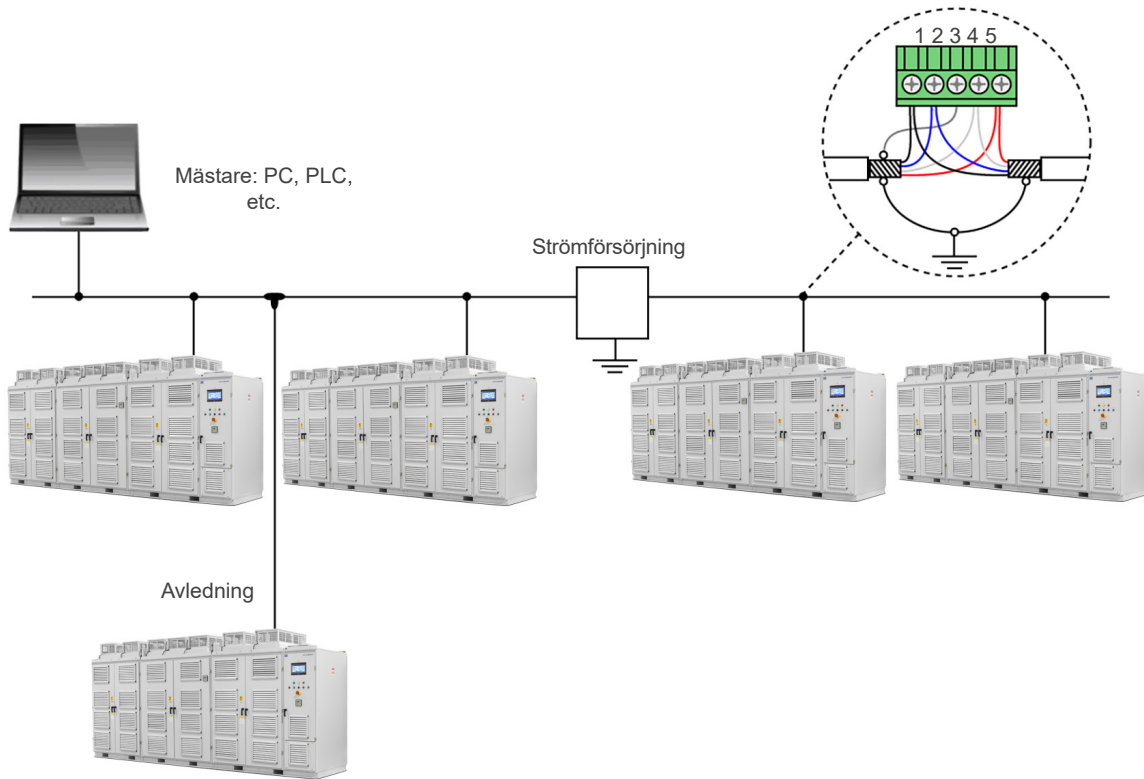 1 2 3 4 5
Mästare: PC, PLC,
etc.
Strömförsörjning
Avledning